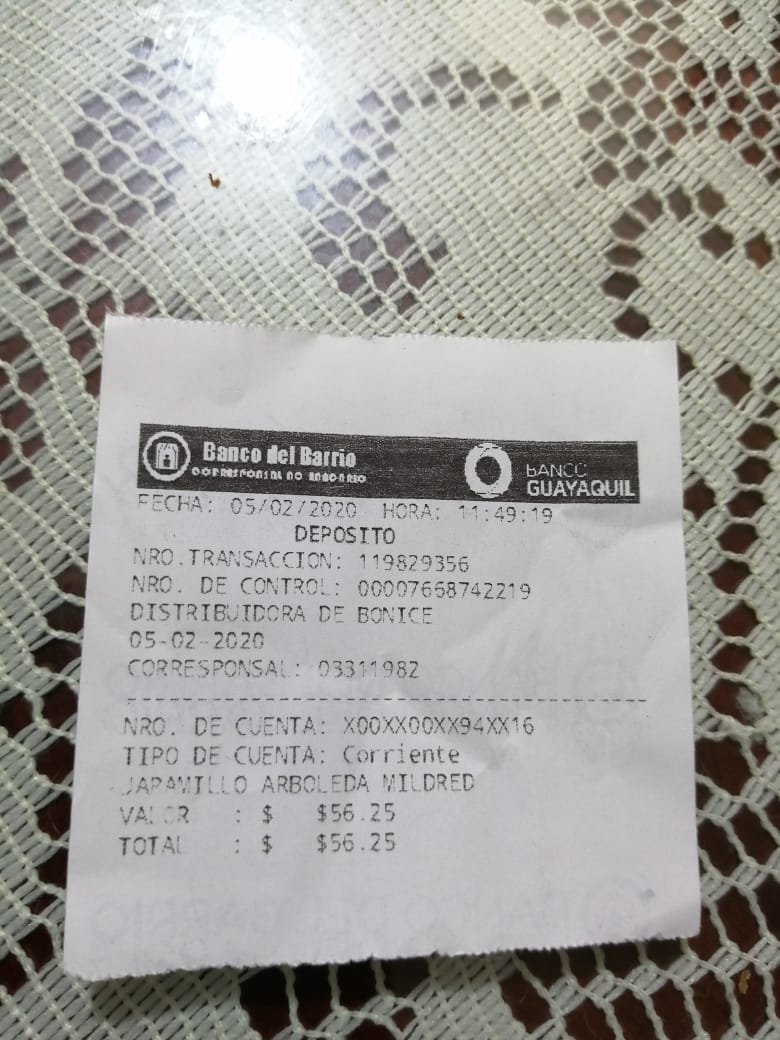 Banco del Barrio
CORRESPONSAL NO BANCARIO
BANCO
GUAYAQUIL
FECHA: 05/02/2020 HORA: 11:49:19
DEPOSITO
NRO.TRANSACCION: 119829356
NRO. DE CONTROL: 00007668742219
DISTRIBUIDORA DE BONICE
05-02-2020
CORRESPONSAL: 03311982
NRO. DE CUENTA: X00XX00XX94XX16
TIPO DE CUENTA: Corriente
JARAMILLO ARBOLEDA MILDRED
VALOR : $ $56.25
TOTAL : $ $56.25